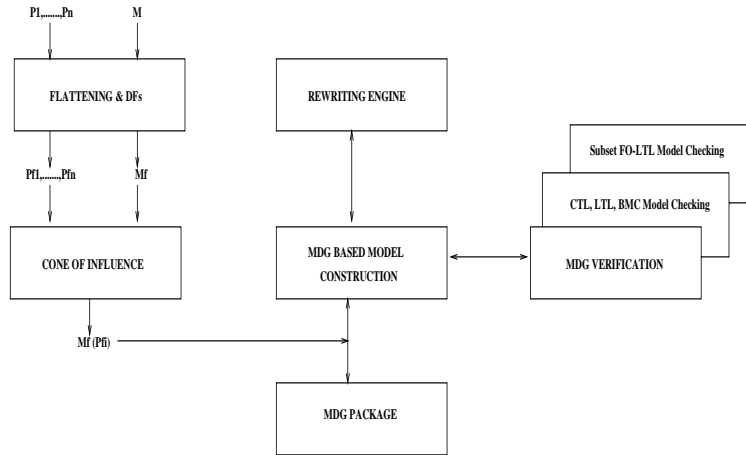 P1,.......,Pn
M
FLATTENING & DFs
REWRITING ENGINE
Subset FO-LTL Model Checking
Pf1,.......,Pfn
Mf
CTL, LTL, BMC Model Checking
CONE OF INFLUENCE
MDG BASED MODEL
CONSTRUCTION
MDG VERIFICATION
Mf (Pfi)
MDG PACKAGE